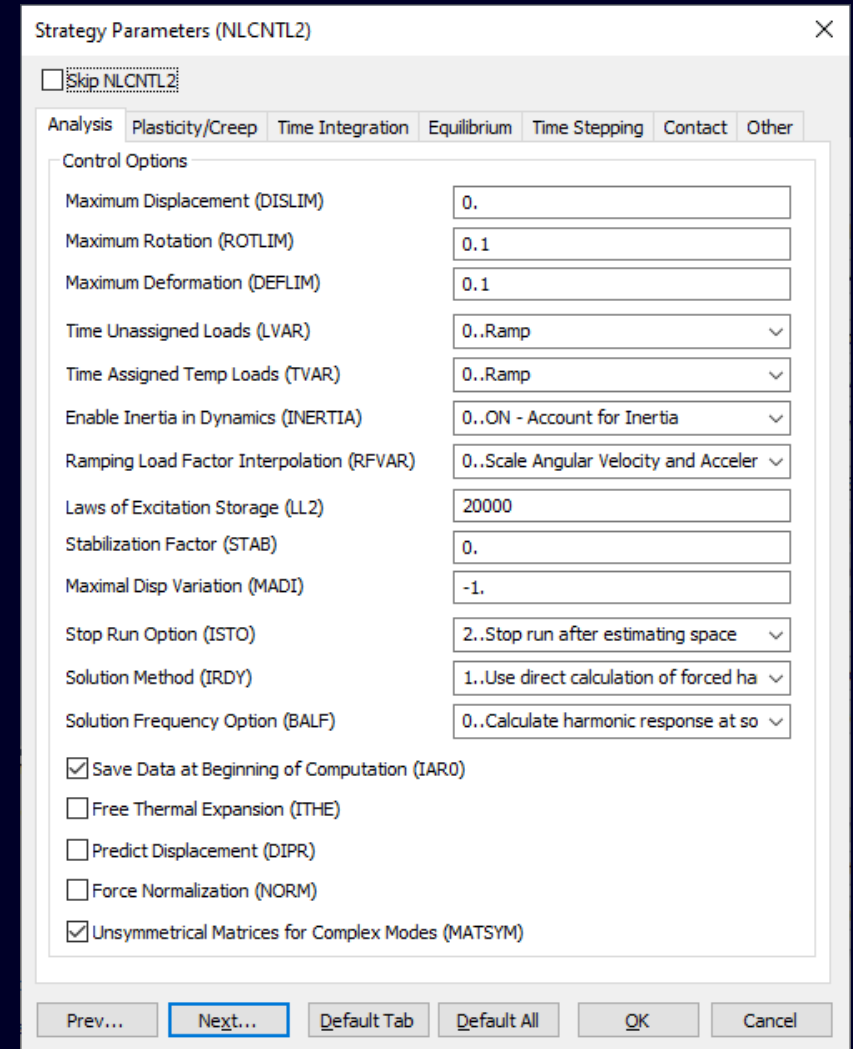 Strategy Parameters (NLCNTL2)
Skip NLCNTL2
Analysis Plasticity/Creep Time Integration Equilibrium Time Stepping Contact Other
Control Options
Maximum Displacement (DISLIM) 0.
Maximum Rotation (ROTLIM) 0.1
Maximum Deformation (DEFLIM) 0.1
Time Unassigned Loads (LVAR) 0..Ramp
Time Assigned Temp Loads (TVAR) 0..Ramp
Enable Inertia in Dynamics (INERTIA) 0..ON - Account for Inertia
Ramping Load Factor Interpolation (RFVAR) 0..Scale Angular Velocity and Acceler
Laws of Excitation Storage (LL2) 20000
Stabilization Factor (STAB) 0.
Maximal Disp Variation (MADI) -1.
Stop Run Option (ISTO) 2..Stop run after estimating space
Solution Method (IRDY) 1..Use direct calculation of forced ha
Solution Frequency Option (BALF) 0..Calculate harmonic response at so
Save Data at Beginning of Computation (IAR0)
Free Thermal Expansion (ITHE)
Predict Displacement (DIPR)
Force Normalization (NORM)
Unsymmetrical Matrices for Complex Modes (MATSYM)
Prev... Next... Default Tab Default All OK Cancel